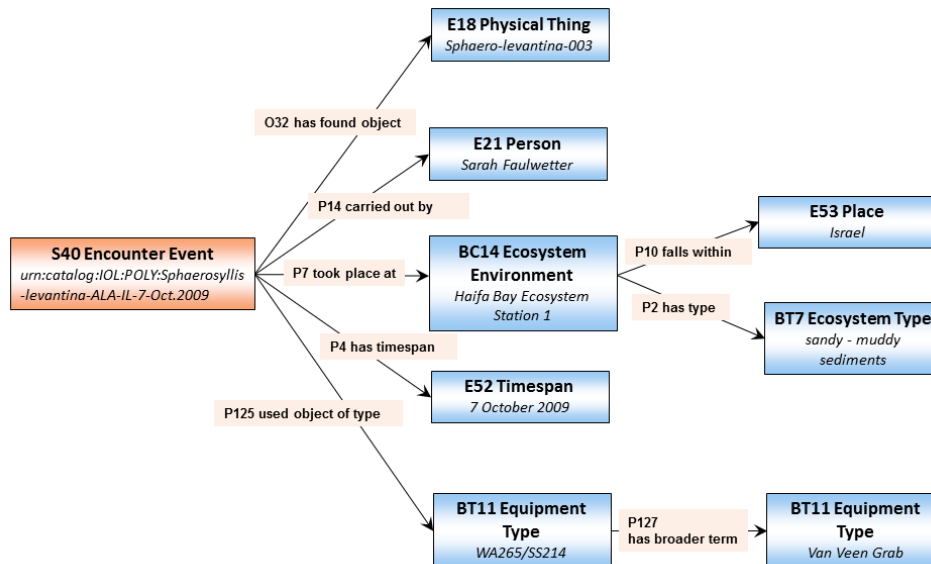 E18 Physical Thing
Sphaero-levantina-003
O32 has found object
E21 Person
Sarah Faulwetter
P14 carried out by
S40 Encounter Event
urn:catalog:IOL:POLY:Sphaerosyllis
-levantina-ALA-IL-7-Oct.2009
P7 took place at
BC14 Ecosystem
Environment
Haifa Bay Ecosystem
Station 1
P10 falls within
E53 Place
Israel
P2 has type
BT7 Ecosystem Type
sandy - muddy
sediments
P4 has timespan
E52 Timespan
7 October 2009
P125 used object of type
BT11 Equipment
Type
WA265/SS214
P127
has broader term
BT11 Equipment
Type
Van Veen Grab